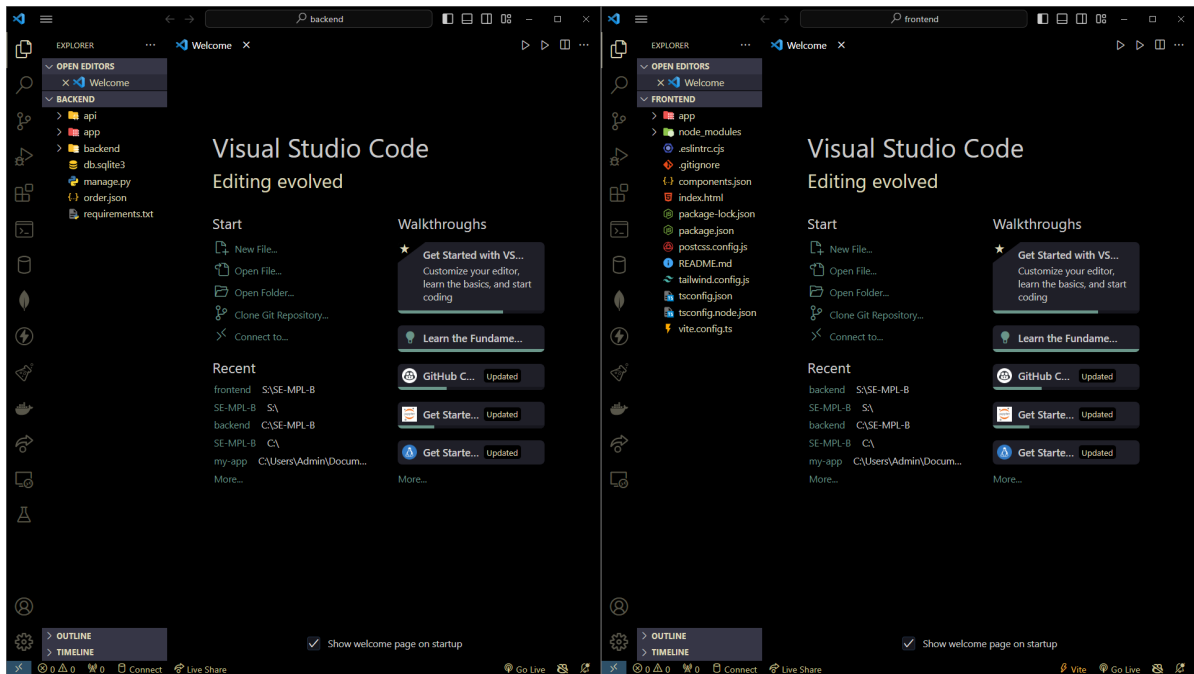 backend
EXPLORER
Welcome
OPEN EDITORS
Welcome
BACKEND
api
app
backend
db.sqlite3
manage.py
order.json
requirements.txt
OUTLINE
TIMELINE
Visual Studio Code
Editing evolved
Start
New File...
Open File...
Open Folder...
Clone Git Repository...
Connect to...
Recent
frontend S:\SE-MPL-B
SE-MPL-B S:\
backend C:\SE-MPL-B
SE-MPL-B C:\
my-app C:\Users\Admin\Docum...
More...
Walkthroughs
Get Started with VS...
Customize your editor,
learn the basics, and start
coding
Learn the Fundame...
GitHub C... Updated
Get Starte... Updated
Get Starte... Updated
More...
Show welcome page on startup
0 0 0 Connect Live Share Go Live
frontend
EXPLORER
Welcome
OPEN EDITORS
Welcome
FRONTEND
app
node_modules
.eslintrc.cjs
.gitignore
components.json
index.html
package-lock.json
package.json
postcss.config.js
README.md
tailwind.config.js
tsconfig.json
tsconfig.node.json
vite.config.ts
OUTLINE
TIMELINE
Visual Studio Code
Editing evolved
Start
New File...
Open File...
Open Folder...
Clone Git Repository...
Connect to...
Recent
backend S:\SE-MPL-B
SE-MPL-B S:\
backend C:\SE-MPL-B
SE-MPL-B C:\
my-app C:\Users\Admin\Docum...
More...
Walkthroughs
Get Started with VS...
Customize your editor,
learn the basics, and start
coding
Learn the Fundame...
GitHub C... Updated
Get Starte... Updated
Get Starte... Updated
More...
Show welcome page on startup
0 0 0 Connect Live Share Vite Go Live